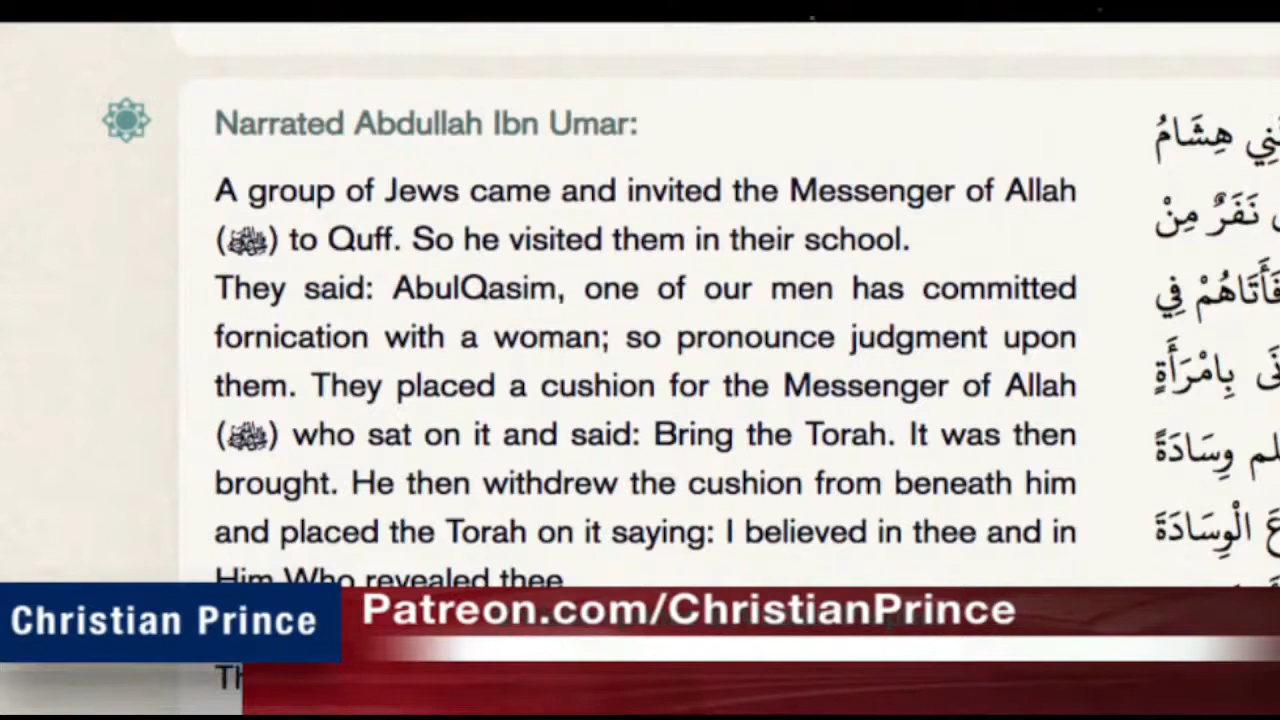 Narrated Abdullah Ibn Umar:
A group of Jews came and invited the Messenger of Allah
(ﷺ) to Quff. So he visited them in their school.
They said: AbulQasim, one of our men has committed
fornication with a woman; so pronounce judgment upon
them. They placed a cushion for the Messenger of Allah
(ﷺ) who sat on it and said: Bring the Torah. It was then
brought. He then withdrew the cushion from beneath him
and placed the Torah on it saying: I believed in thee and in
Him Who revealed thee
هِشَامُ
نَفَرٌ مِنْ
فَأَتَاهُمْ فِي
بِامْرَأَةٍ
وِسَادَةً
الْوِسَادَةَ
Christian Prince
Patreon.com/ChristianPrince